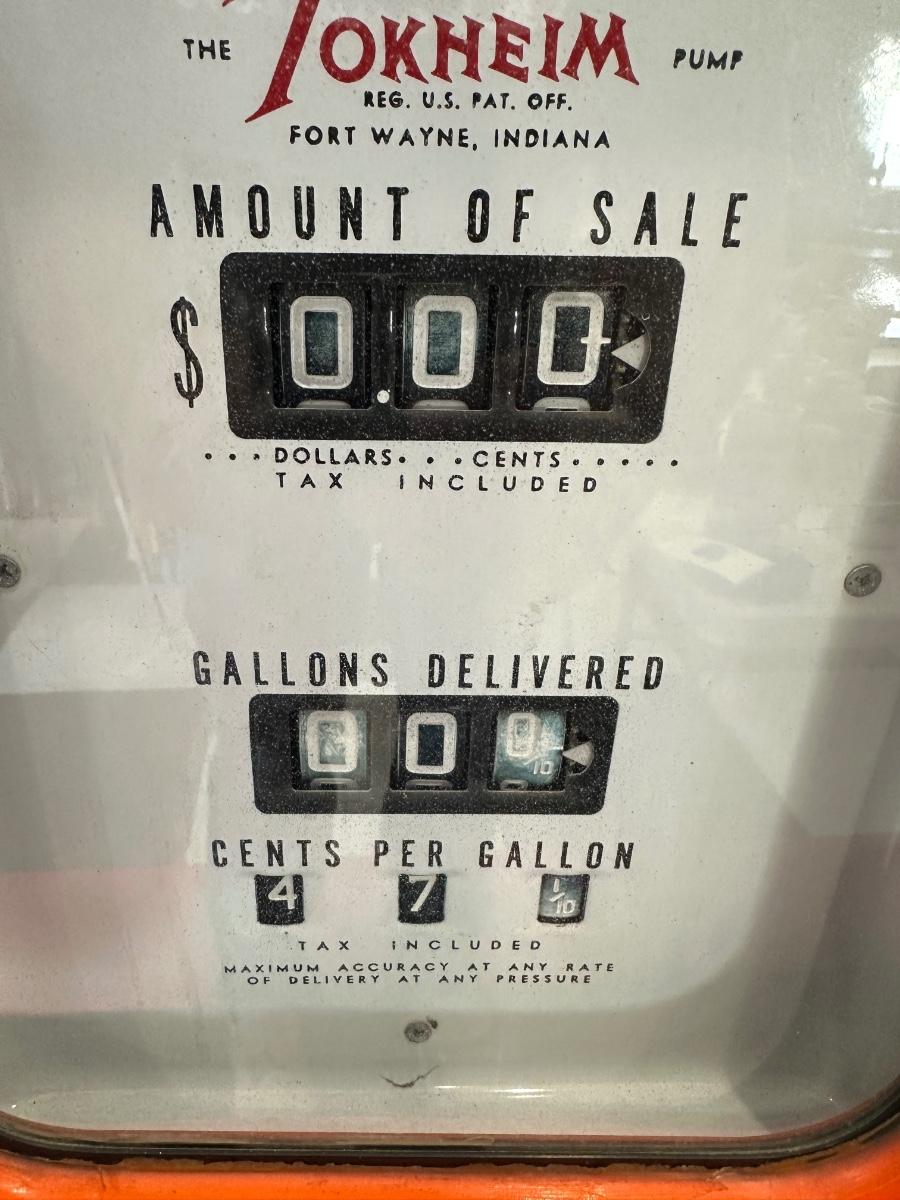 THE TOKHEIM PUMP
REG. U.S. PAT. OFF.
FORT WAYNE, INDIANA
AMOUNT OF SALE
$ 0.00
...DOLLARS...CENTS.....
TAX INCLUDED
GALLONS DELIVERED
0 0 0/10
CENTS PER GALLON
4 7 1/10
TAX INCLUDED
MAXIMUM ACCURACY AT ANY RATE
OF DELIVERY AT ANY PRESSURE